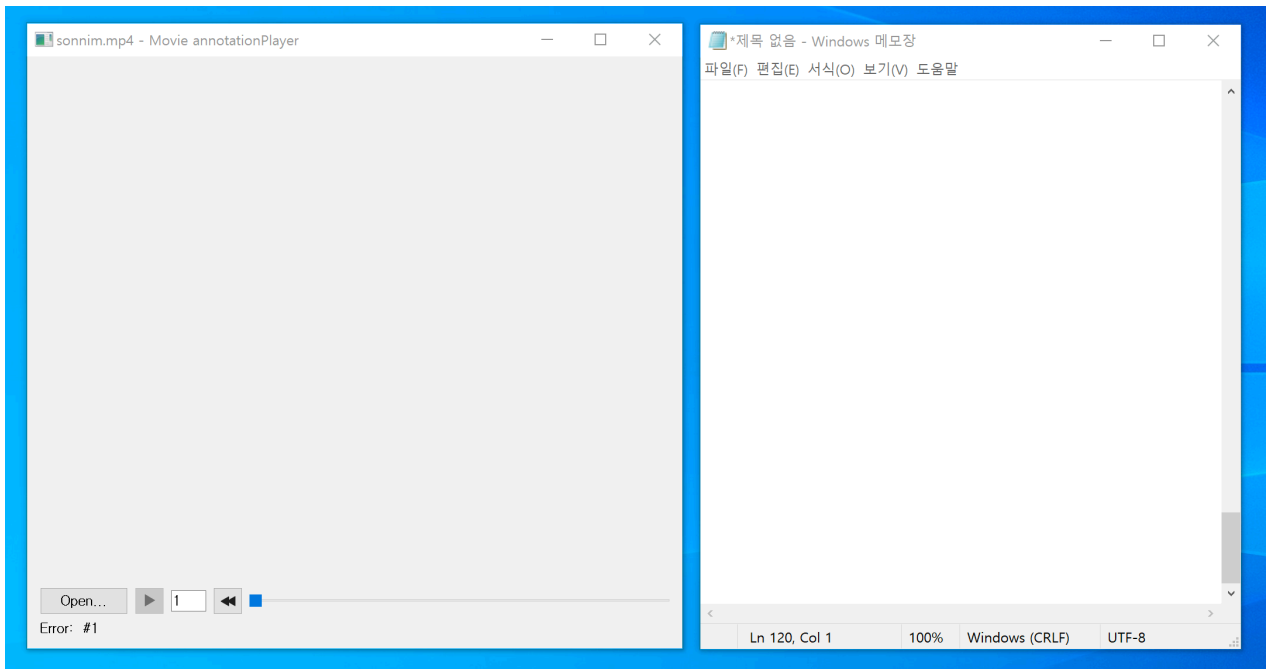 sonnim.mp4 - Movie annotationPlayer
Open...
1
Error: #1
*제목 없음 - Windows 메모장
파일(F) 편집(E) 서식(O) 보기(V) 도움말
Ln 120, Col 1 100% Windows (CRLF) UTF-8